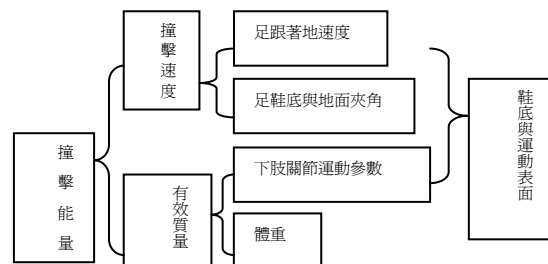 撞擊能量
撞擊速度
有效質量
足跟著地速度
足鞋底與地面夾角
下肢關節運動參數
體重
鞋底與運動表面